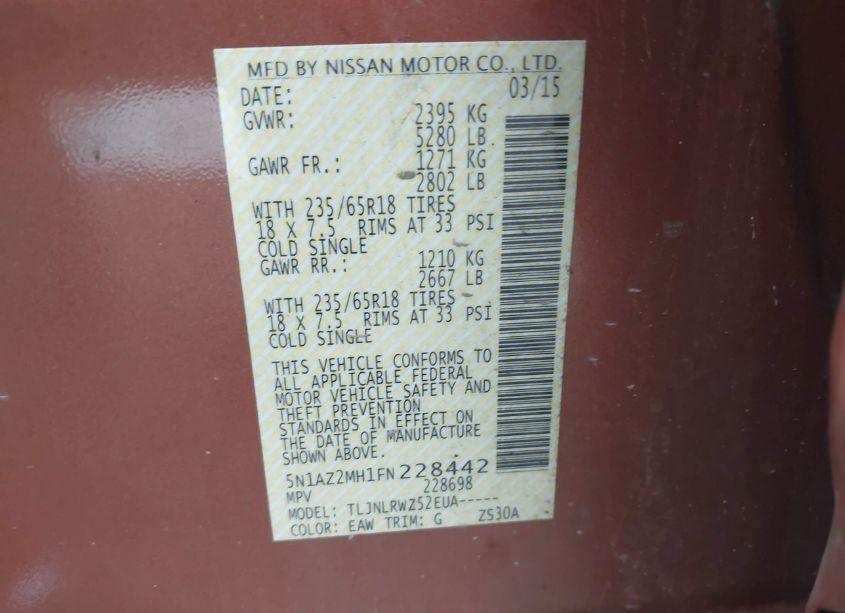 MFD BY NISSAN MOTOR CO., LTD.
DATE: 03/15
GVWR: 2395 KG
5280 LB
GAWR FR.: 1271 KG
2802 LB
WITH 235/65R18 TIRES
18 X 7.5 RIMS AT 33 PSI
COLD SINGLE
GAWR RR.: 1210 KG
2667 LB
WITH 235/65R18 TIRES
18 X 7.5 RIMS AT 33 PSI
COLD SINGLE
THIS VEHICLE CONFORMS TO
ALL APPLICABLE FEDERAL
MOTOR VEHICLE SAFETY AND
THEFT PREVENTION
STANDARDS IN EFFECT ON
THE DATE OF MANUFACTURE
SHOWN ABOVE.
5N1AZ2MH1FN228442
MPV 228698
MODEL: TLJNLRWZ52EUA-----
COLOR: EAW TRIM: G ZS30A